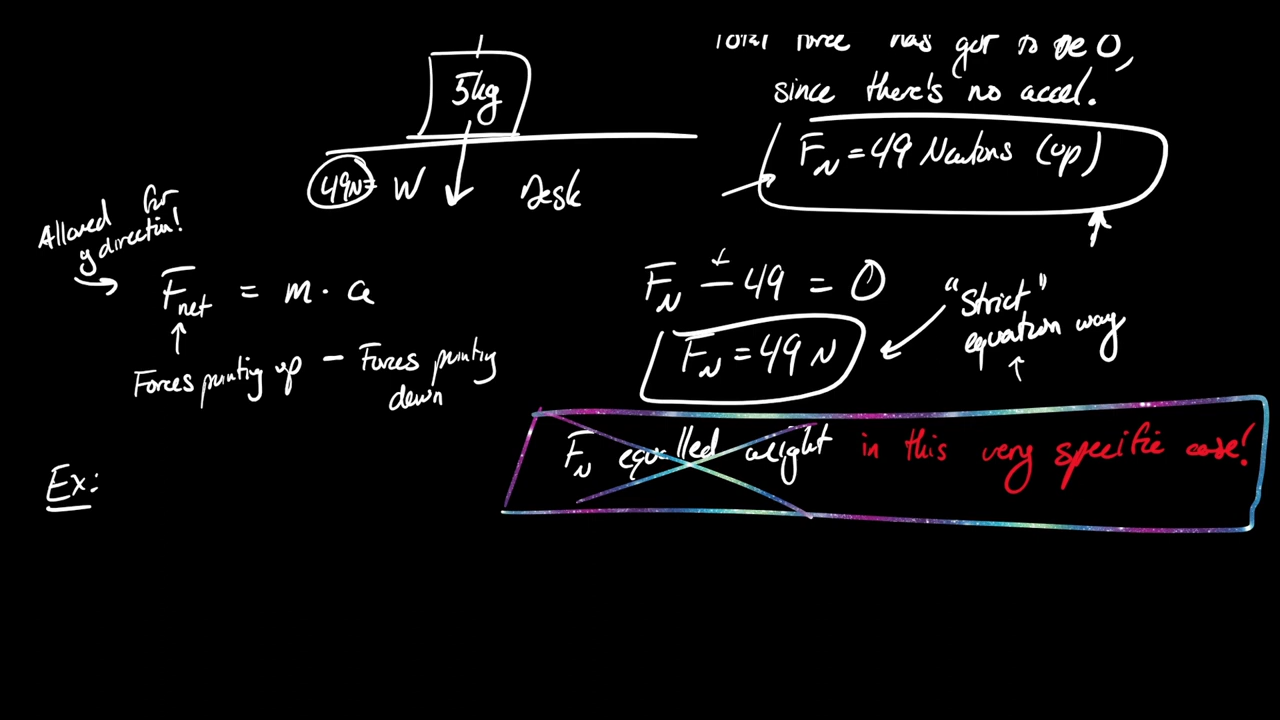 Total force has got to be 0,
since there's no accel.
5kg
F_N = 49 Newtons (up)
49N = W
Desk
Allowed for
y direction!
F_net = m · a
Forces pointing up − Forces pointing
down
F_N − 49 = 0
+
F_N = 49 N
"Strict"
equation way
F_N equalled weight in this very specific case!
Ex: